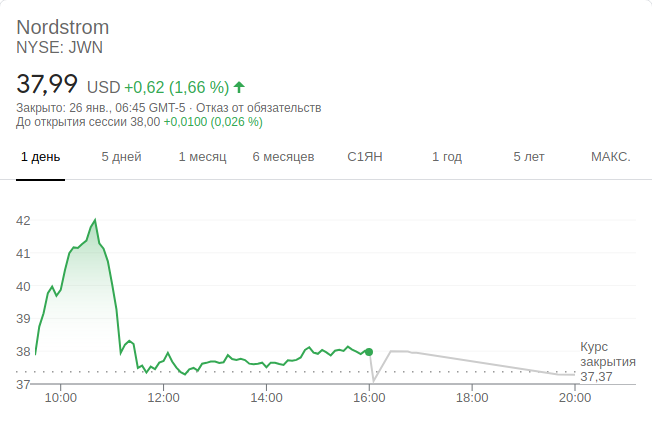 Nordstrom
NYSE: JWN
37,99 USD +0,62 (1,66 %)
Закрыто: 26 янв., 06:45 GMT-5 · Отказ от обязательств
До открытия сессии 38,00 +0,0100 (0,026 %)
1 день 5 дней 1 месяц 6 месяцев С1ЯН 1 год 5 лет МАКС.
42
41
40
39
38
37
Курс
закрытия
37,37
10:00 12:00 14:00 16:00 18:00 20:00